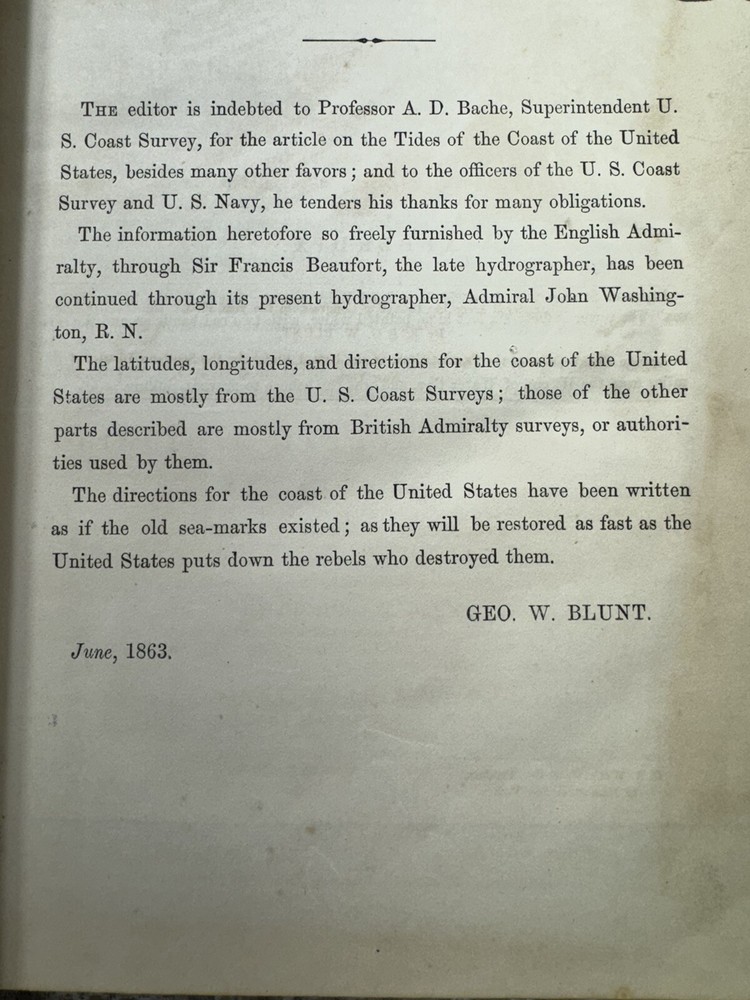 THE editor is indebted to Professor A. D. Bache, Superintendent U.
S. Coast Survey, for the article on the Tides of the Coast of the United
States, besides many other favors; and to the officers of the U. S. Coast
Survey and U. S. Navy, he tenders his thanks for many obligations.
The information heretofore so freely furnished by the English Admi-
ralty, through Sir Francis Beaufort, the late hydrographer, has been
continued through its present hydrographer, Admiral John Washing-
ton, R. N.
The latitudes, longitudes, and directions for the coast of the United
States are mostly from the U. S. Coast Surveys; those of the other
parts described are mostly from British Admiralty surveys, or authori-
ties used by them.
The directions for the coast of the United States have been written
as if the old sea-marks existed; as they will be restored as fast as the
United States puts down the rebels who destroyed them.
GEO. W. BLUNT.
June, 1863.